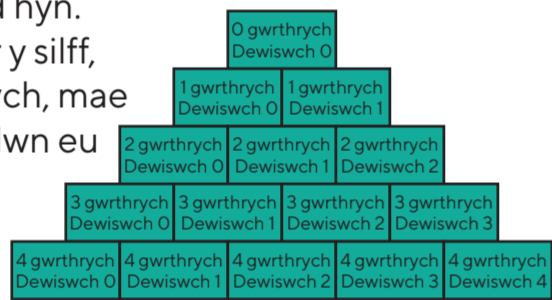 hyn.
y silff,
mae
eu
0 gwrthrych
Dewiswch 0
1 gwrthrych 1 gwrthrych
Dewiswch 0 Dewiswch 1
2 gwrthrych 2 gwrthrych 2 gwrthrych
Dewiswch 0 Dewiswch 1 Dewiswch 2
3 gwrthrych 3 gwrthrych 3 gwrthrych 3 gwrthrych
Dewiswch 0 Dewiswch 1 Dewiswch 2 Dewiswch 3
4 gwrthrych 4 gwrthrych 4 gwrthrych 4 gwrthrych 4 gwrthrych
Dewiswch 0 Dewiswch 1 Dewiswch 2 Dewiswch 3 Dewiswch 4